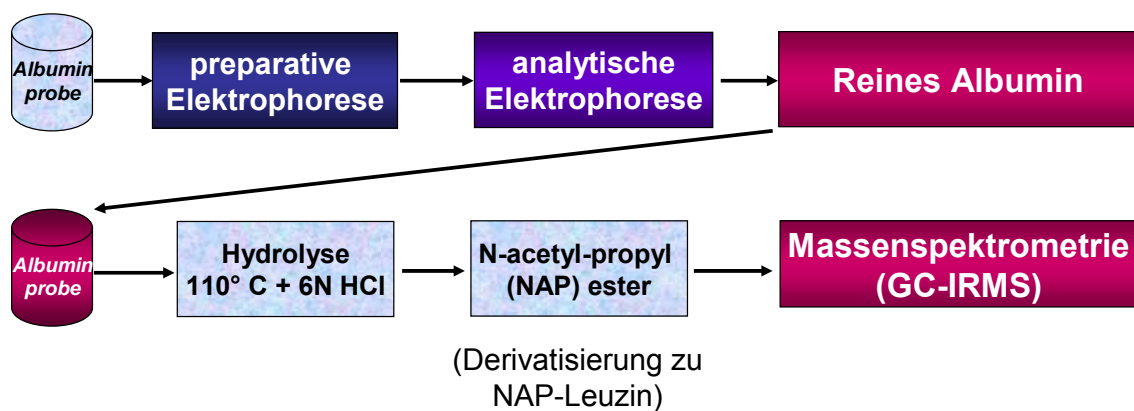 Albumin
probe
preparative
Elektrophorese
analytische
Elektrophorese
Reines Albumin
Albumin
probe
Hydrolyse
110° C + 6N HCl
N-acetyl-propyl
(NAP) ester
Massenspektrometrie
(GC-IRMS)
(Derivatisierung zu
NAP-Leuzin)